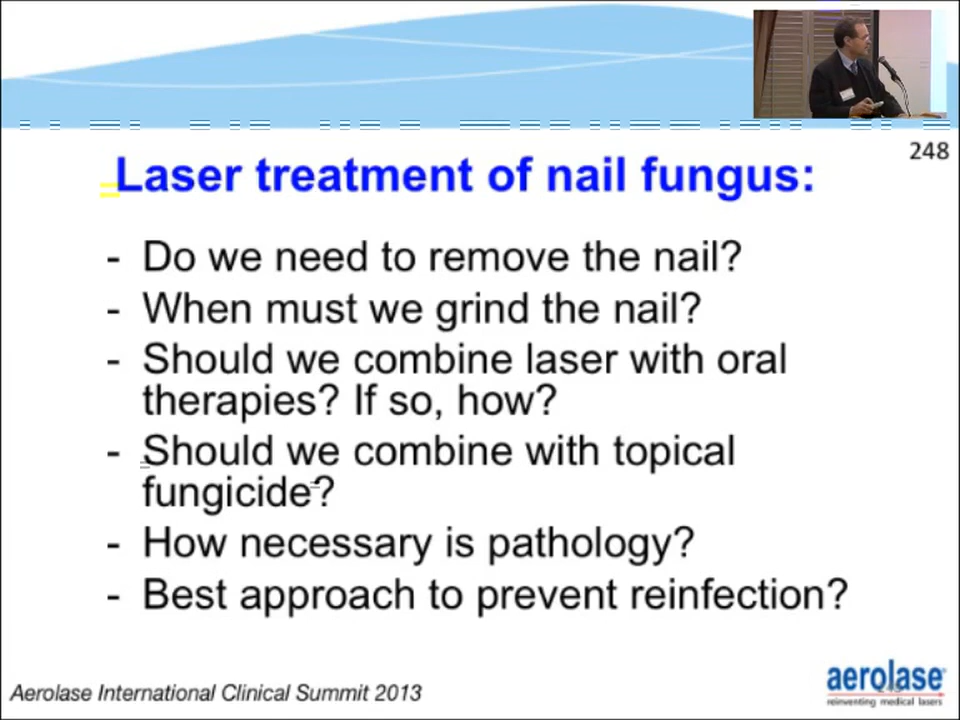 248
Laser treatment of nail fungus:
- Do we need to remove the nail?
- When must we grind the nail?
- Should we combine laser with oral
therapies? If so, how?
- Should we combine with topical
fungicide?
- How necessary is pathology?
- Best approach to prevent reinfection?
Aerolase International Clinical Summit 2013
aerolase®
reinventing medical lasers